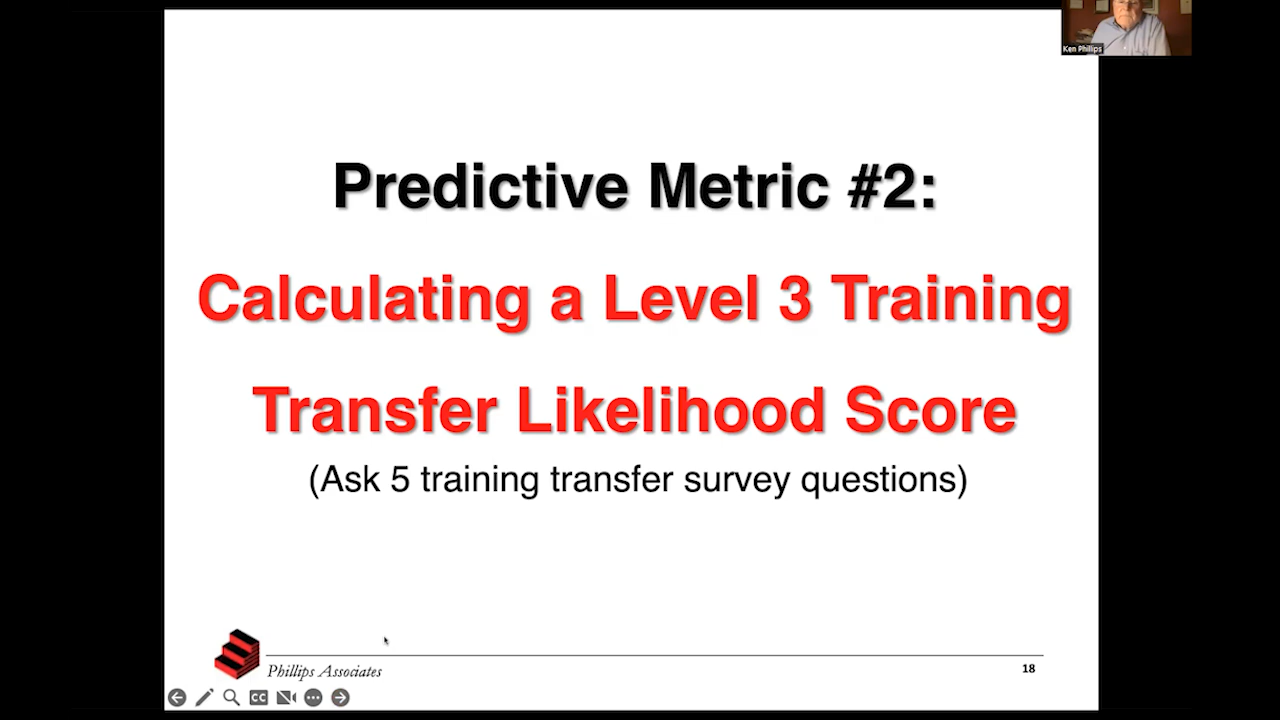 Ken Phillips
Predictive Metric #2:
Calculating a Level 3 Training
Transfer Likelihood Score
(Ask 5 training transfer survey questions)
Phillips Associates
18
CC